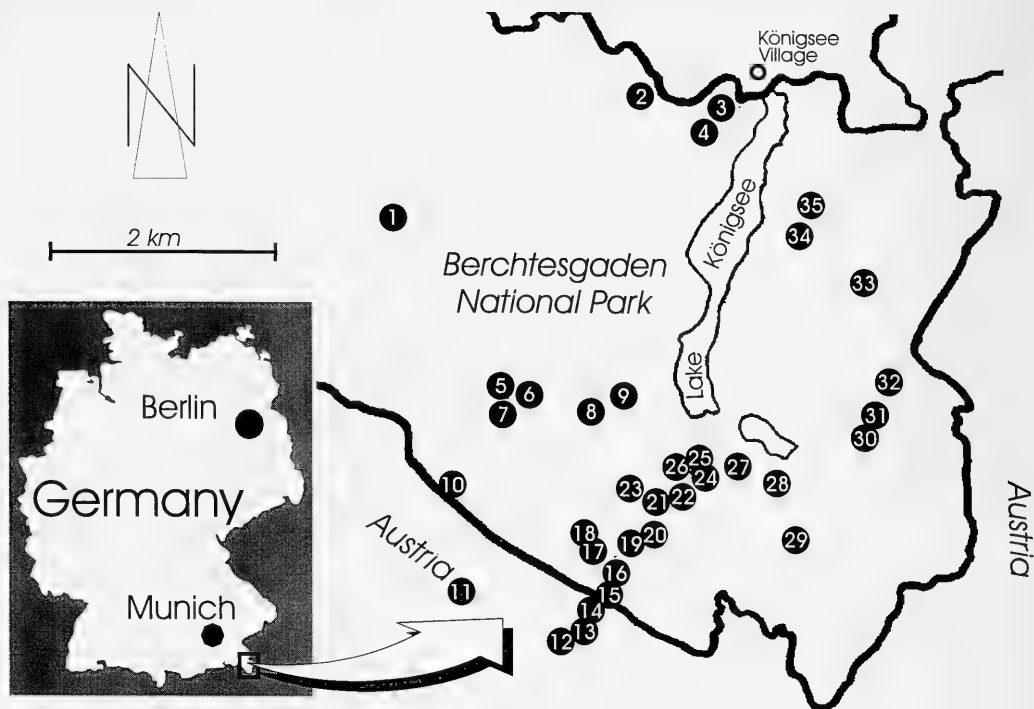 Königsee
Village
N
2
3
4
1
35
34
2 km
Königsee
Berchtesgaden
National Park
33
Lake
5
6
7
8
9
32
31
30
Berlin
Germany
Munich
10
Austria
11
25
26
24
27
28
23
21
22
18
17
19
20
29
16
15
14
13
12
Austria